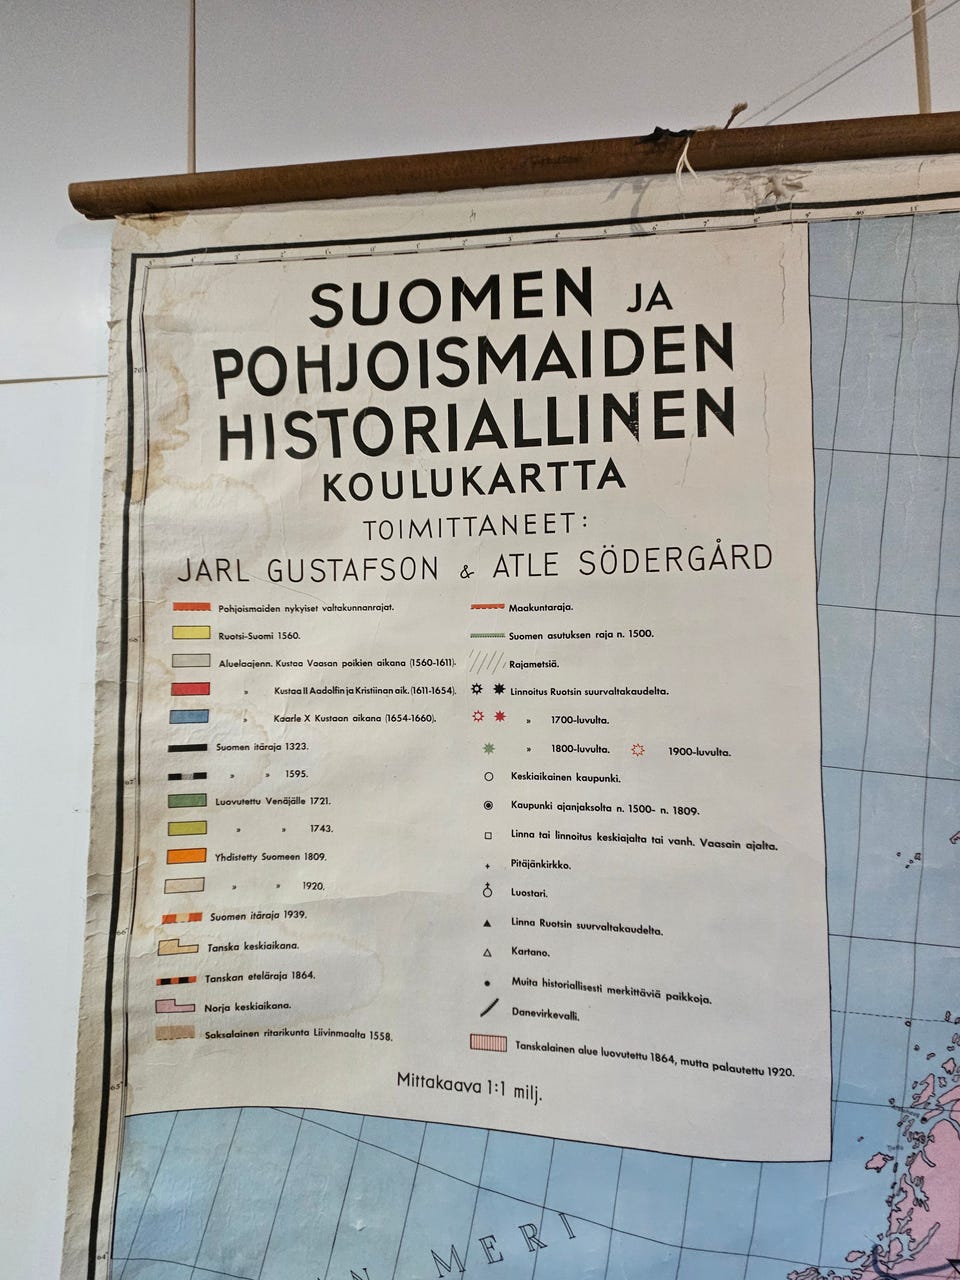 SUOMEN JA
POHJOISMAIDEN
HISTORIALLINEN
KOULUKARTTA
TOIMITTANEET:
JARL GUSTAFSON & ATLE SÖDERGÅRD
Pohjoismaiden nykyiset valtakunnanrajat.
Ruotsi-Suomi 1560.
Aluelaajenn. Kustaa Vaasan poikien aikana (1560-1611).
» Kustaa II Aadolfin ja Kristiinan aik. (1611-1654).
» Kaarle X Kustaan aikana (1654-1660).
Suomen itäraja 1323.
» » 1595.
Luovutettu Venäjälle 1721.
» » 1743.
Yhdistetty Suomeen 1809.
» » 1920.
Suomen itäraja 1939.
Tanska keskiaikana.
Tanskan eteläraja 1864.
Norja keskiaikana.
Saksalainen ritarikunta Liivinmaalta 1558.
Maakuntaraja.
Suomen asutuksen raja n. 1500.
Rajametsiä.
Linnoitus Ruotsin suurvaltakaudelta.
» 1700-luvulta.
» 1800-luvulta. 1900-luvulta.
Keskiaikainen kaupunki.
Kaupunki ajanjaksolta n. 1500- n. 1809.
Linna tai linnoitus keskiajalta tai vanh. Vaasain ajalta.
Pitäjänkirkko.
Luostari.
Linna Ruotsin suurvaltakaudelta.
Kartano.
Muita historiallisesti merkittäviä paikkoja.
Danevirkevalli.
Tanskalainen alue luovutettu 1864, mutta palautettu 1920.
Mittakaava 1:1 milj.
MERI